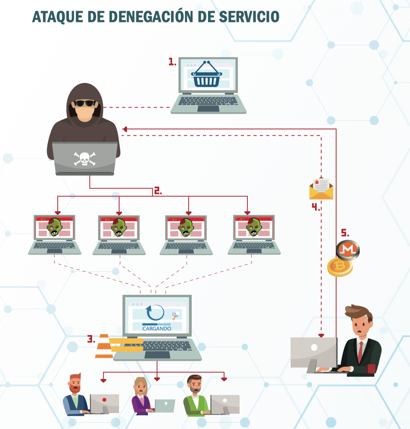 ATAQUE DE DENEGACIÓN DE SERVICIO
1.
2.
4.
5.
3.
CARGANDO